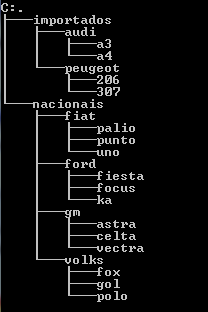 C:.
importados
audi
a3
a4
peugeot
206
307
nacionais
fiat
palio
punto
uno
ford
fiesta
focus
ka
gm
astra
celta
vectra
volks
fox
gol
polo